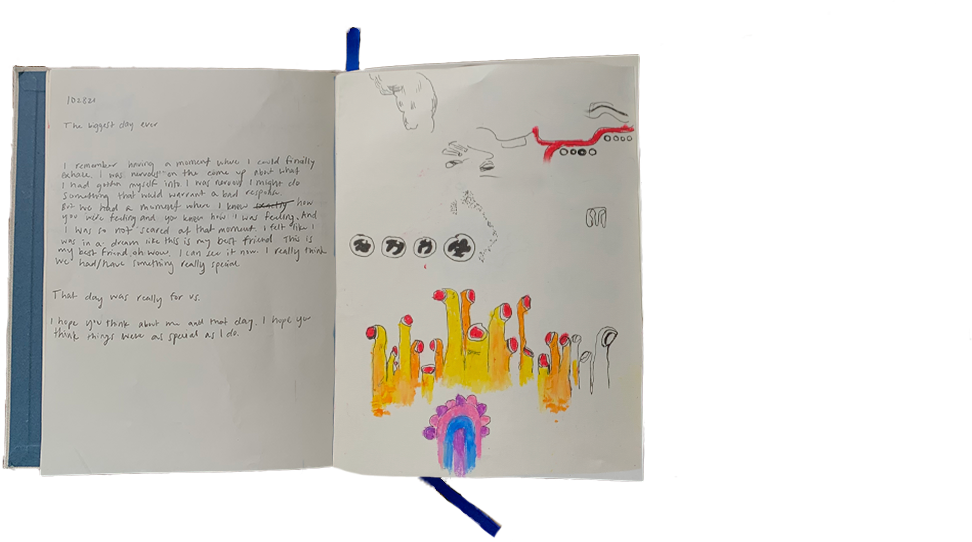 102821
The biggest day ever
I remember having a moment where I could finally
exhale. I was nervous on the come up about what
I had gotten myself into I was nervous I might do
something that would warrant a bad response.
But we had a moment where I knew exactly how
you were feeling and you knew how I was feeling. And
I was so not scared at that moment. I felt like I
was in a dream like this is my best friend. This is
my best friend, oh wow. I can see it now. I really think
we had/have something really special
That day was really for us.
I hope you think about me and that day. I hope you
think things were as special as I do.